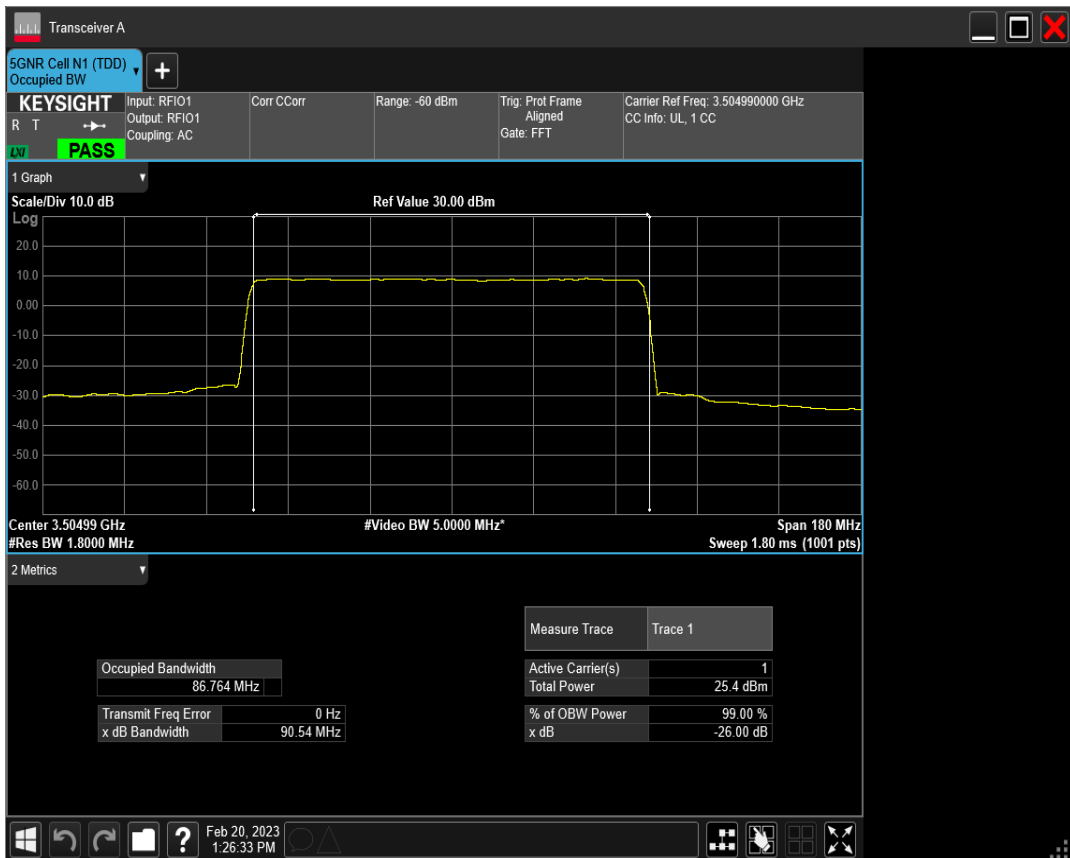 Transceiver A
5GNR Cell N1 (TDD)
Occupied BW
KEYSIGHT
R T
LXI
PASS
Input: RFIO1
Output: RFIO1
Coupling: AC
Corr CCorr
Range: -60 dBm
Trig: Prot Frame
Aligned
Gate: FFT
Carrier Ref Freq: 3.504990000 GHz
CC Info: UL, 1 CC
1 Graph
Scale/Div 10.0 dB
Ref Value 30.00 dBm
Log
20.0
10.0
0.00
-10.0
-20.0
-30.0
-40.0
-50.0
-60.0
Center 3.50499 GHz
#Video BW 5.0000 MHz*
Span 180 MHz
#Res BW 1.8000 MHz
Sweep 1.80 ms (1001 pts)
2 Metrics
Measure Trace Trace 1
Occupied Bandwidth
86.764 MHz
Active Carrier(s) 1
Total Power 25.4 dBm
Transmit Freq Error 0 Hz
x dB Bandwidth 90.54 MHz
% of OBW Power 99.00 %
x dB -26.00 dB
?
Feb 20, 2023
1:26:33 PM